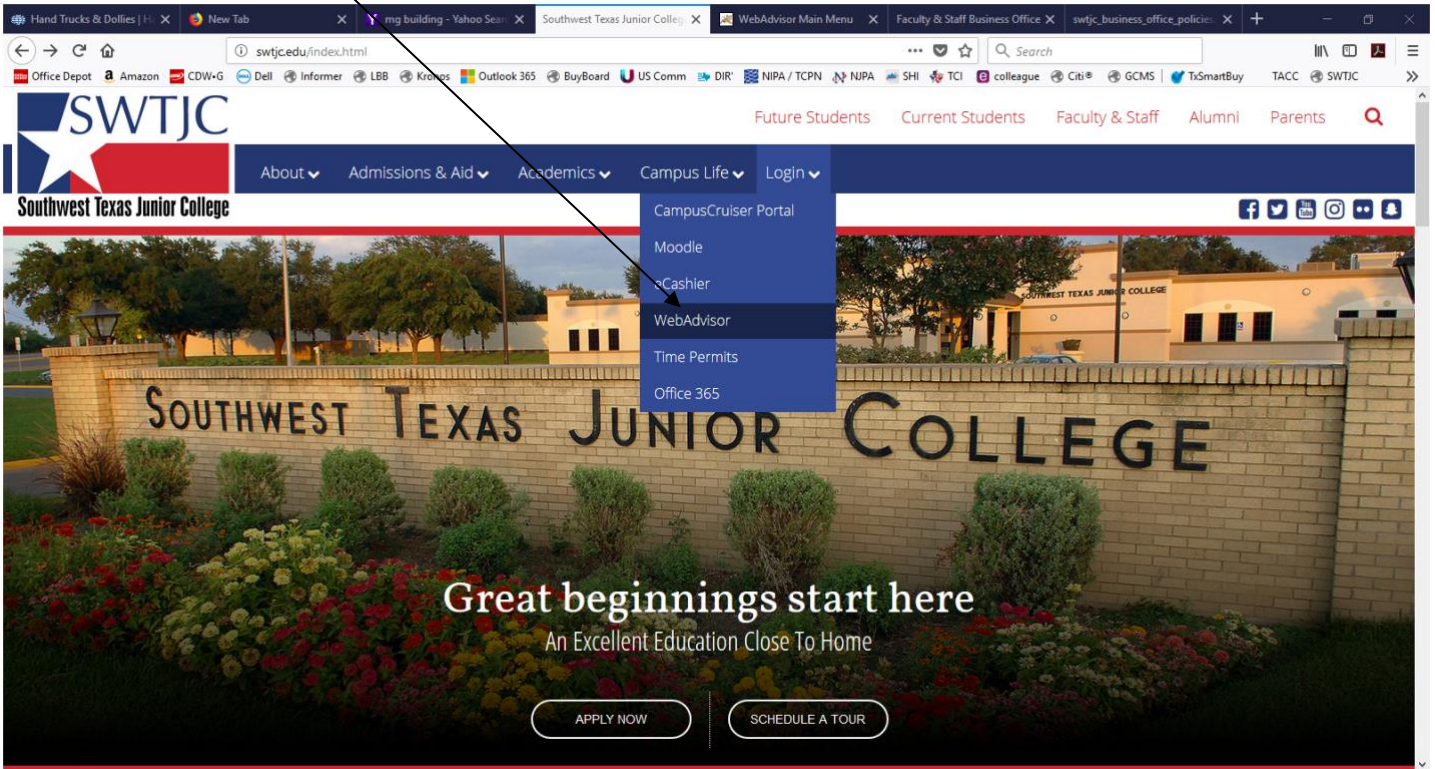 Hand Trucks & Dollies | H
New Tab
mg building - Yahoo Sear
Southwest Texas Junior Colleg
WebAdvisor Main Menu
Faculty & Staff Business Office
swtjc_business_office_policies.
swtjc.edu/index.html
Search
Office Depot Amazon CDW•G Dell Informer LBB Kronos Outlook 365 BuyBoard US Comm DIR' NIPA / TCPN NJPA SHI TCI colleague Citi® GCMS TxSmartBuy TACC SWTJC
SWTJC
Southwest Texas Junior College
Future Students Current Students Faculty & Staff Alumni Parents
About Admissions & Aid Academics Campus Life Login
CampusCruiser Portal
Moodle
eCashier
WebAdvisor
Time Permits
Office 365
You Tube
SOUTHWEST TEXAS JUNIOR COLLEGE
SOUTHWEST TEXAS JUNIOR COLLEGE
Great beginnings start here
An Excellent Education Close To Home
APPLY NOW SCHEDULE A TOUR